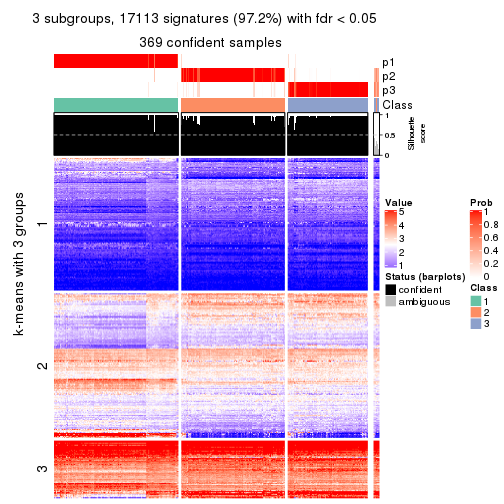 3 subgroups, 17113 signatures (97.2%) with fdr < 0.05
369 confident samples
p1
p2
p3
Class
1
0.5
0
Silhouette
score
k-means with 3 groups
1
2
3
Value
5
4
3
2
1
Status (barplots)
confident
ambiguous
Prob
1
0.8
0.6
0.4
0.2
0
Class
1
2
3